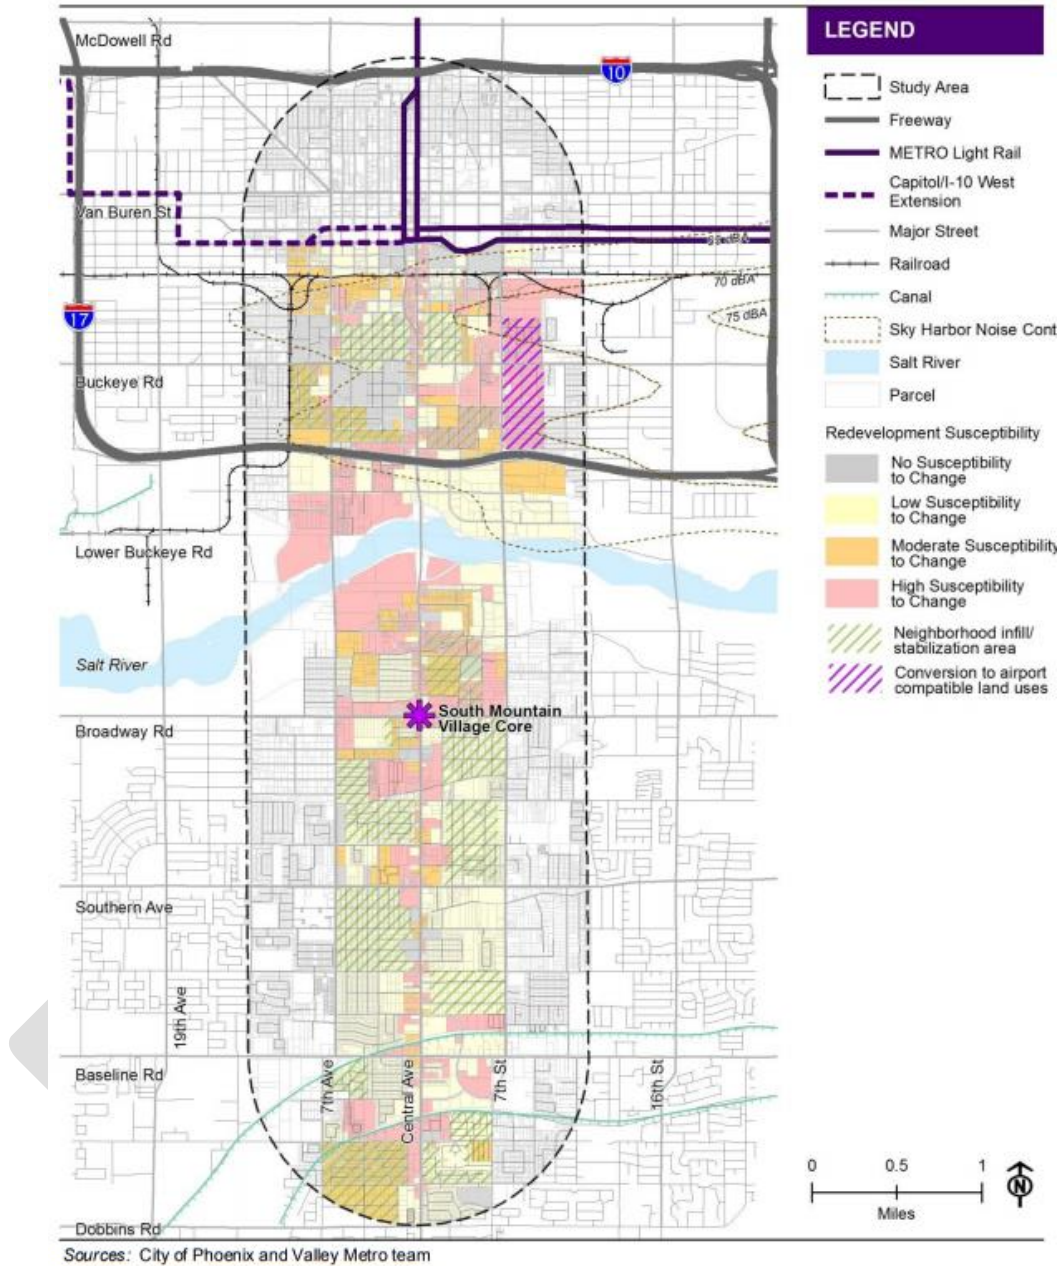 McDowell Rd
10
Van Buren St
65 dBA
70 dBA
75 dBA
17
Buckeye Rd
Lower Buckeye Rd
Salt River
South Mountain
Village Core
Broadway Rd
Southern Ave
19th Ave
Baseline Rd
7th Ave
Central Ave
7th St
16th St
Dobbins Rd
Sources: City of Phoenix and Valley Metro team
LEGEND
Study Area
Freeway
METRO Light Rail
Capitol/I-10 West
Extension
Major Street
Railroad
Canal
Sky Harbor Noise Cont
Salt River
Parcel
Redevelopment Susceptibility
No Susceptibility
to Change
Low Susceptibility
to Change
Moderate Susceptibility
to Change
High Susceptibility
to Change
Neighborhood infill/
stabilization area
Conversion to airport
compatible land uses
0 0.5 1
Miles
N